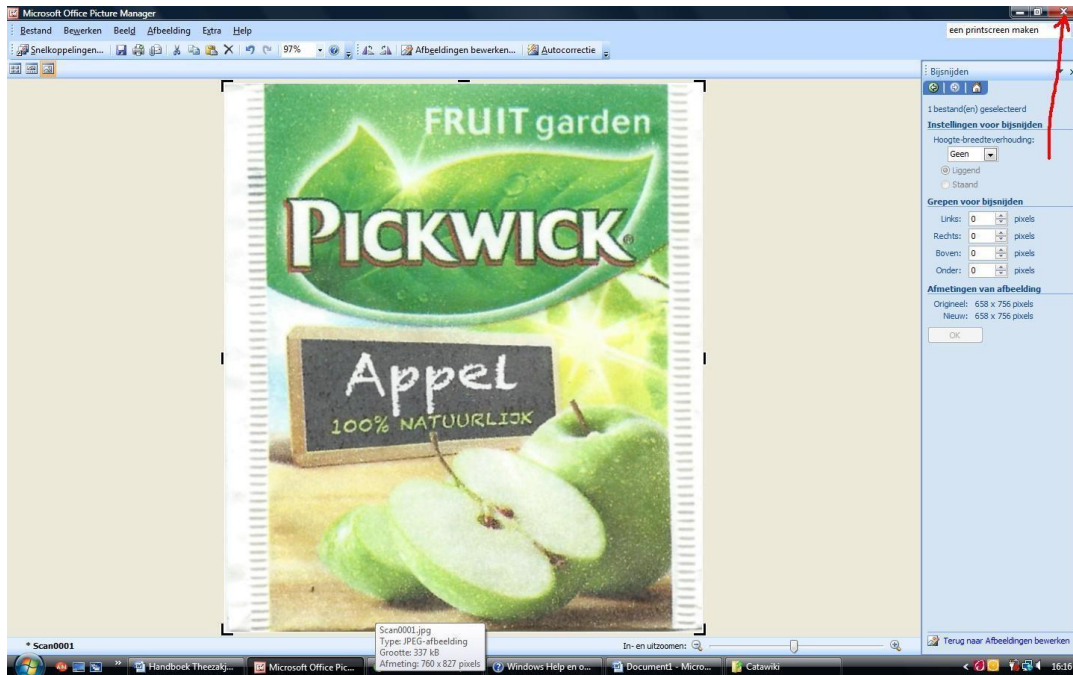 Microsoft Office Picture Manager
Bestand Bewerken Beeld Afbeelding Extra Help
een printscreen maken
Snelkoppelingen... 97% Afbeeldingen bewerken... Autocorrectie
Bijsnijden
1 bestand(en) geselecteerd
Instellingen voor bijsnijden
Hoogte-breedteverhouding:
Geen
Liggend
Staand
Grepen voor bijsnijden
Links: 0 pixels
Rechts: 0 pixels
Boven: 0 pixels
Onder: 0 pixels
Afmetingen van afbeelding
Origineel: 658 x 756 pixels
Nieuw: 658 x 756 pixels
OK
FRUIT garden
PICKWICK®
Appel
100% NATUURLIJK
Scan0001.jpg
Type: JPEG-afbeelding
Grootte: 337 kB
Afmeting: 760 x 827 pixels
* Scan0001
In- en uitzoomen:
Terug naar Afbeeldingen bewerken
Handboek Theezakj... Microsoft Office Pic... Windows Help en o... Document1 - Micro... Catawiki 16:16